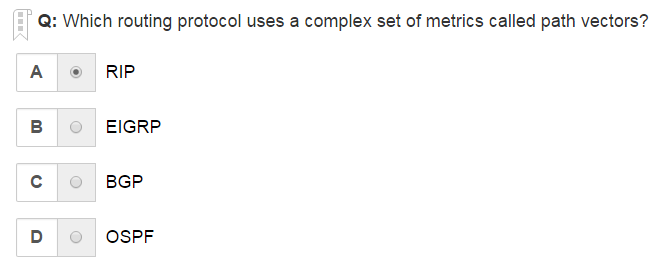 Q: Which routing protocol uses a complex set of metrics called path vectors?
A RIP
B EIGRP
C BGP
D OSPF